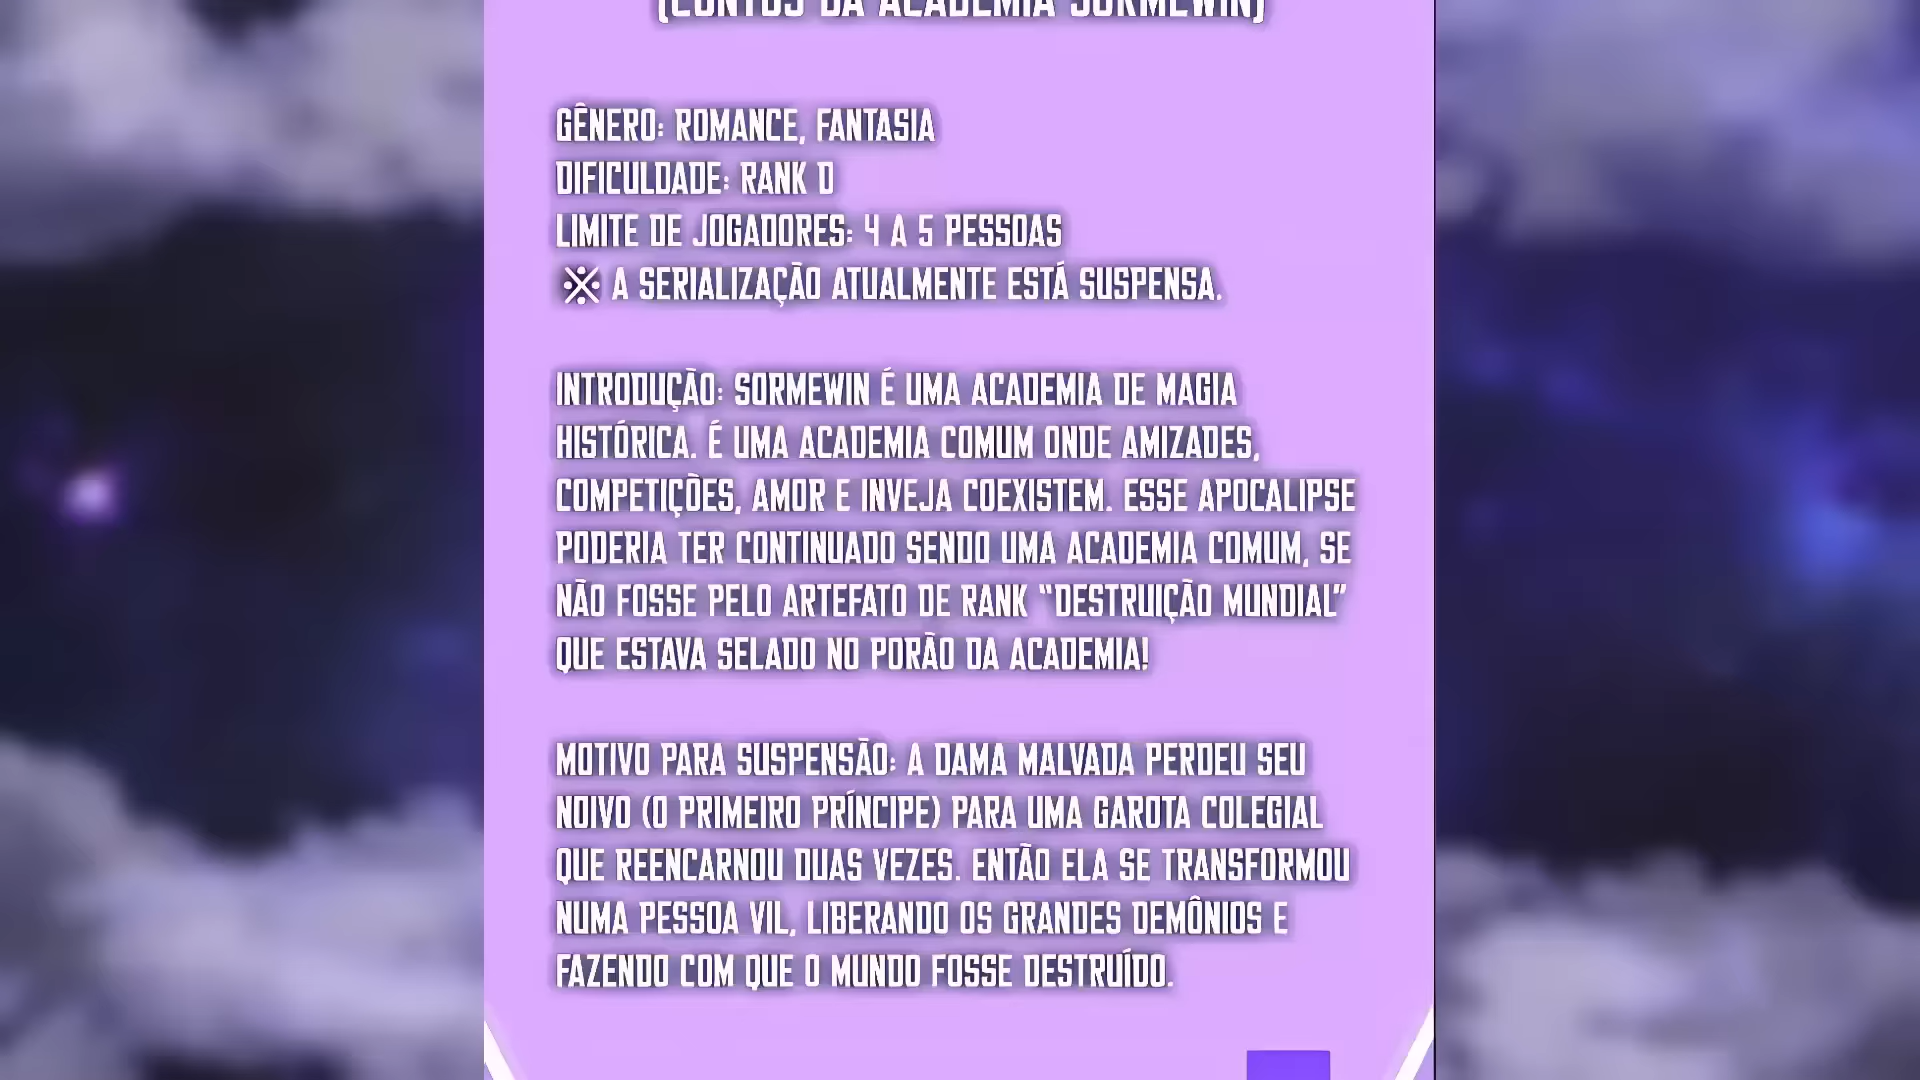 (CONTOS DA ACADEMIA SORMEWIN)
GÊNERO: ROMANCE, FANTASIA
DIFICULDADE: RANK D
LIMITE DE JOGADORES: 4 A 5 PESSOAS
※ A SERIALIZAÇÃO ATUALMENTE ESTÁ SUSPENSA.
INTRODUÇÃO: SORMEWIN É UMA ACADEMIA DE MAGIA
HISTÓRICA. É UMA ACADEMIA COMUM ONDE AMIZADES,
COMPETIÇÕES, AMOR E INVEJA COEXISTEM. ESSE APOCALIPSE
PODERIA TER CONTINUADO SENDO UMA ACADEMIA COMUM, SE
NÃO FOSSE PELO ARTEFATO DE RANK “DESTRUIÇÃO MUNDIAL”
QUE ESTAVA SELADO NO PORÃO DA ACADEMIA!
MOTIVO PARA SUSPENSÃO: A DAMA MALVADA PERDEU SEU
NOIVO (O PRIMEIRO PRÍNCIPE) PARA UMA GAROTA COLEGIAL
QUE REENCARNOU DUAS VEZES. ENTÃO ELA SE TRANSFORMOU
NUMA PESSOA VIL, LIBERANDO OS GRANDES DEMÔNIOS E
FAZENDO COM QUE O MUNDO FOSSE DESTRUÍDO.